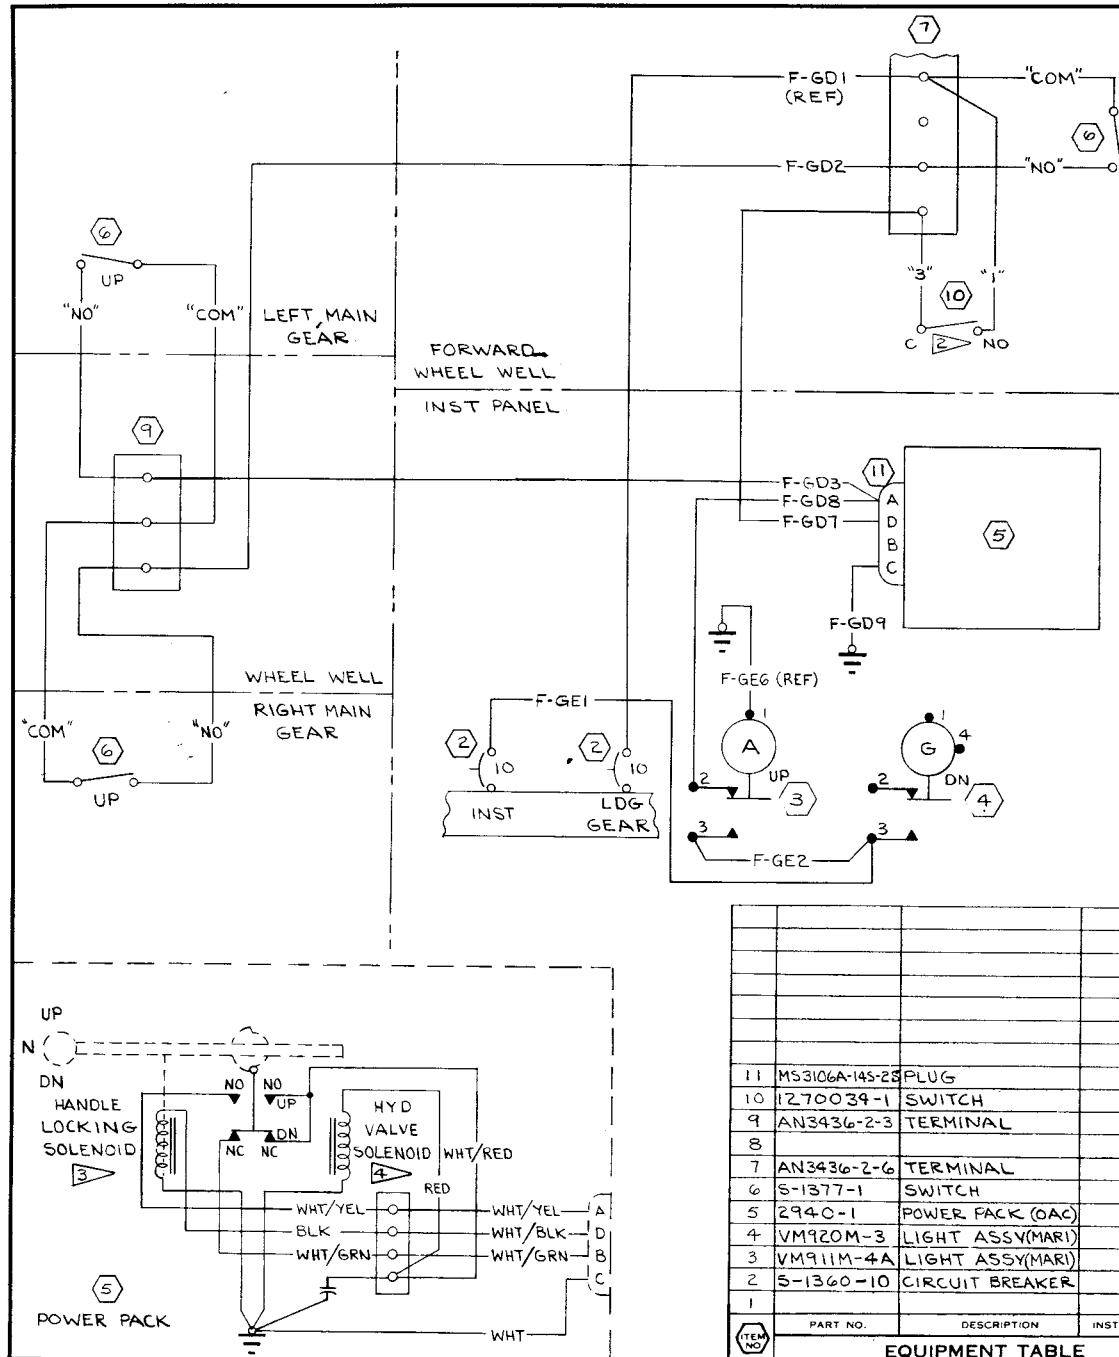 7
F-GD1
(REF)
"COM"
6
F-GD2
"NO"
6
UP
"NO"
"COM"
LEFT MAIN
GEAR
"3"
"1"
10
C
2
NO
FORWARD
WHEEL WELL
INST PANEL
9
11
F-GD3
F-GD8
F-GD7
A
D
B
C
5
F-GD9
F-GE6 (REF)
WHEEL WELL
RIGHT MAIN
GEAR
"COM"
"NO"
6
UP
F-GE1
2
10
2
10
INST
LDG
GEAR
1
A
UP
2
3
3
1
G
4
DN
2
4
3
F-GE2
UP
N
DN
HANDLE
LOCKING
SOLENOID
3
NO
NO
UP
DN
NC
NC
HYD
VALVE
SOLENOID
4
WHT/RED
RED
WHT/YEL
WHT/YEL
A
BLK
WHT/BLK
D
WHT/GRN
WHT/GRN
B
C
WHT
5
POWER PACK
11 MS3106A-14S-2S PLUG
10 1270034-1 SWITCH
9 AN3436-2-3 TERMINAL
8
7 AN3436-2-6 TERMINAL
6 S-1377-1 SWITCH
5 2940-1 POWER PACK (OAC)
4 VM920M-3 LIGHT ASSY(MARI)
3 VM911M-4A LIGHT ASSY(MARI)
2 S-1360-10 CIRCUIT BREAKER
1
ITEM NO PART NO. DESCRIPTION INST
EQUIPMENT TABLE